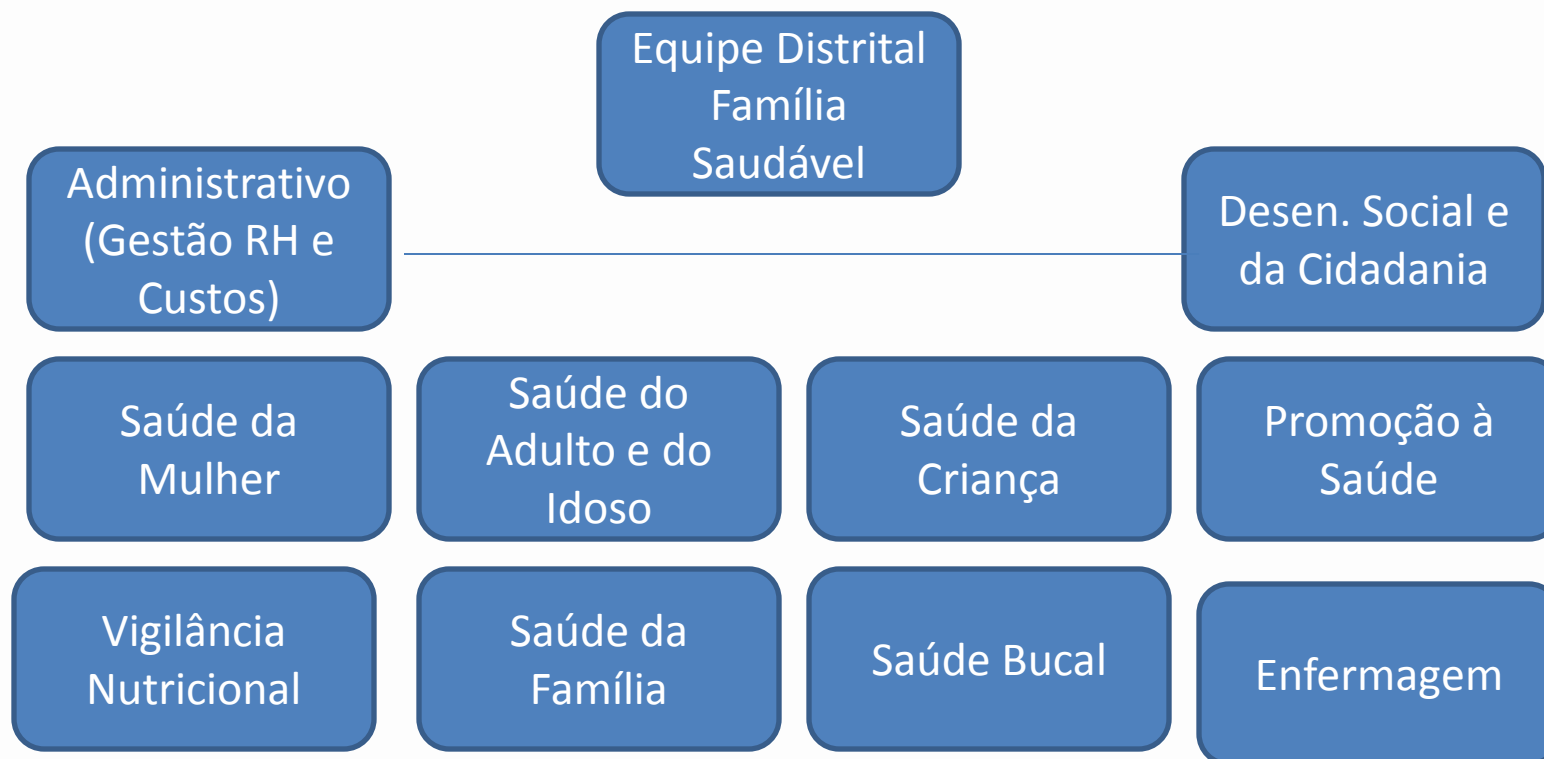 Equipe Distrital
Família
Saudável
Administrativo
(Gestão RH e
Custos)
Desen. Social e
da Cidadania
Saúde da
Mulher
Saúde do
Adulto e do
Idoso
Saúde da
Criança
Promoção à
Saúde
Vigilância
Nutricional
Saúde da
Família
Saúde Bucal
Enfermagem